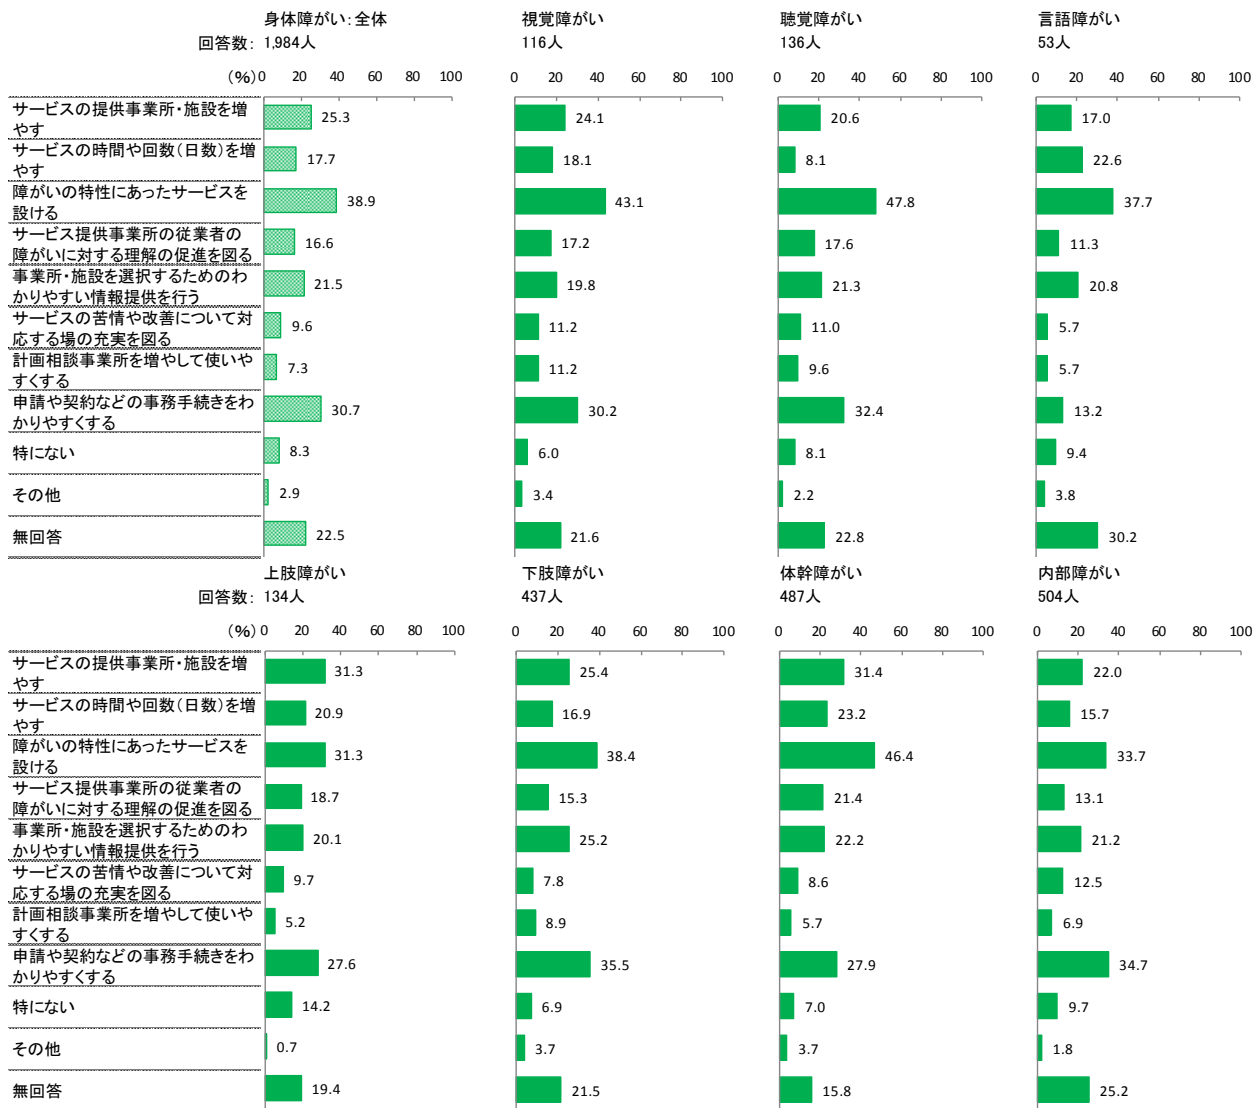 身体障がい:全体 視覚障がい 聴覚障がい 言語障がい
回答数: 1,984人 116人 136人 53人
(%) 0 20 40 60 80 100 0 20 40 60 80 100 0 20 40 60 80 100 0 20 40 60 80 100
サービスの提供事業所・施設を増
やす
25.3 24.1 20.6 17.0
サービスの時間や回数(日数)を増
やす
17.7 18.1 8.1 22.6
障がいの特性にあったサービスを
設ける
38.9 43.1 47.8 37.7
サービス提供事業所の従業者の
障がいに対する理解の促進を図る
16.6 17.2 17.6 11.3
事業所・施設を選択するためのわ
かりやすい情報提供を行う
21.5 19.8 21.3 20.8
サービスの苦情や改善について対
応する場の充実を図る
9.6 11.2 11.0 5.7
計画相談事業所を増やして使いや
すくする
7.3 11.2 9.6 5.7
申請や契約などの事務手続きをわ
かりやすくする
30.7 30.2 32.4 13.2
特にない 8.3 6.0 8.1 9.4
その他 2.9 3.4 2.2 3.8
無回答 22.5 21.6 22.8 30.2
上肢障がい 下肢障がい 体幹障がい 内部障がい
回答数: 134人 437人 487人 504人
(%) 0 20 40 60 80 100 0 20 40 60 80 100 0 20 40 60 80 100 0 20 40 60 80 100
サービスの提供事業所・施設を増
やす
31.3 25.4 31.4 22.0
サービスの時間や回数(日数)を増
やす
20.9 16.9 23.2 15.7
障がいの特性にあったサービスを
設ける
31.3 38.4 46.4 33.7
サービス提供事業所の従業者の
障がいに対する理解の促進を図る
18.7 15.3 21.4 13.1
事業所・施設を選択するためのわ
かりやすい情報提供を行う
20.1 25.2 22.2 21.2
サービスの苦情や改善について対
応する場の充実を図る
9.7 7.8 8.6 12.5
計画相談事業所を増やして使いや
すくする
5.2 8.9 5.7 6.9
申請や契約などの事務手続きをわ
かりやすくする
27.6 35.5 27.9 34.7
特にない 14.2 6.9 7.0 9.7
その他 0.7 3.7 3.7 1.8
無回答 19.4 21.5 15.8 25.2